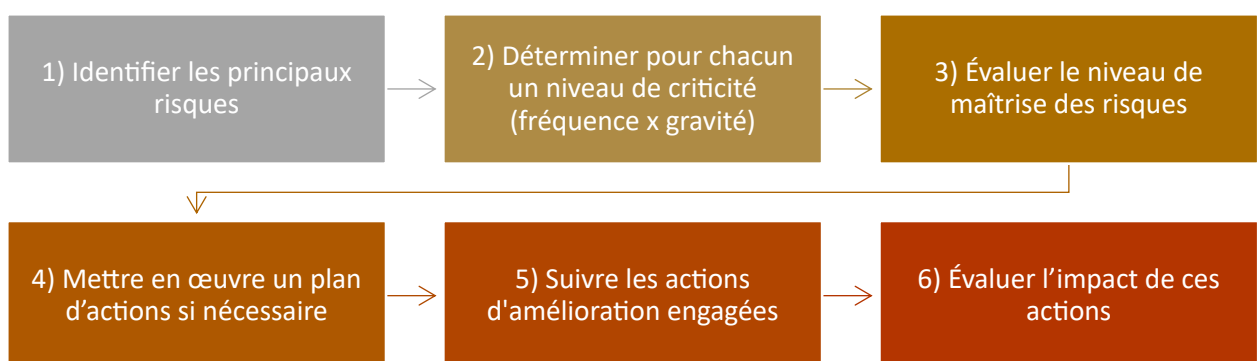 1) Identifier les principaux
risques
2) Déterminer pour chacun
un niveau de criticité
(fréquence x gravité)
3) Évaluer le niveau de
maîtrise des risques
4) Mettre en œuvre un plan
d’actions si nécessaire
5) Suivre les actions
d'amélioration engagées
6) Évaluer l’impact de ces
actions